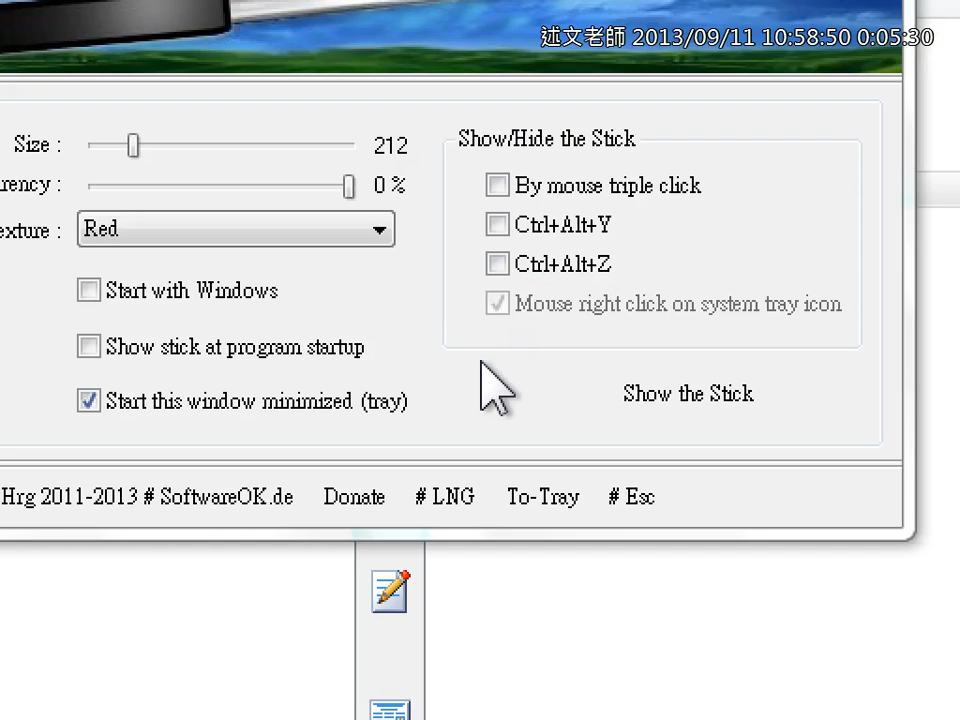 述文老師 2013/09/11 10:58:50 0:05:30
Size : 212
rency : 0 %
exture : Red
Start with Windows
Show stick at program startup
Start this window minimized (tray)
Show/Hide the Stick
By mouse triple click
Ctrl+Alt+Y
Ctrl+Alt+Z
Mouse right click on system tray icon
Show the Stick
Hrg 2011-2013 # SoftwareOK.de Donate # LNG To-Tray # Esc